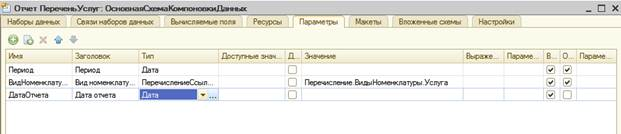 Отчет ПереченьУслуг: ОсновнаяСхемаКомпоновкиДанных
Наборы данных Связи наборов данных Вычисляемые поля Ресурсы Параметры Макеты Вложенные схемы Настройки
Имя Заголовок Тип Доступные знач... Д... Значение Выраже... Параме... В... О... Параме...
Период Период Дата
ВидНоменклату... Вид номенклату... ПеречислениеСсыл... Перечисление.ВидыНоменклатуры.Услуга
ДатаОтчета Дата отчета Дата ...